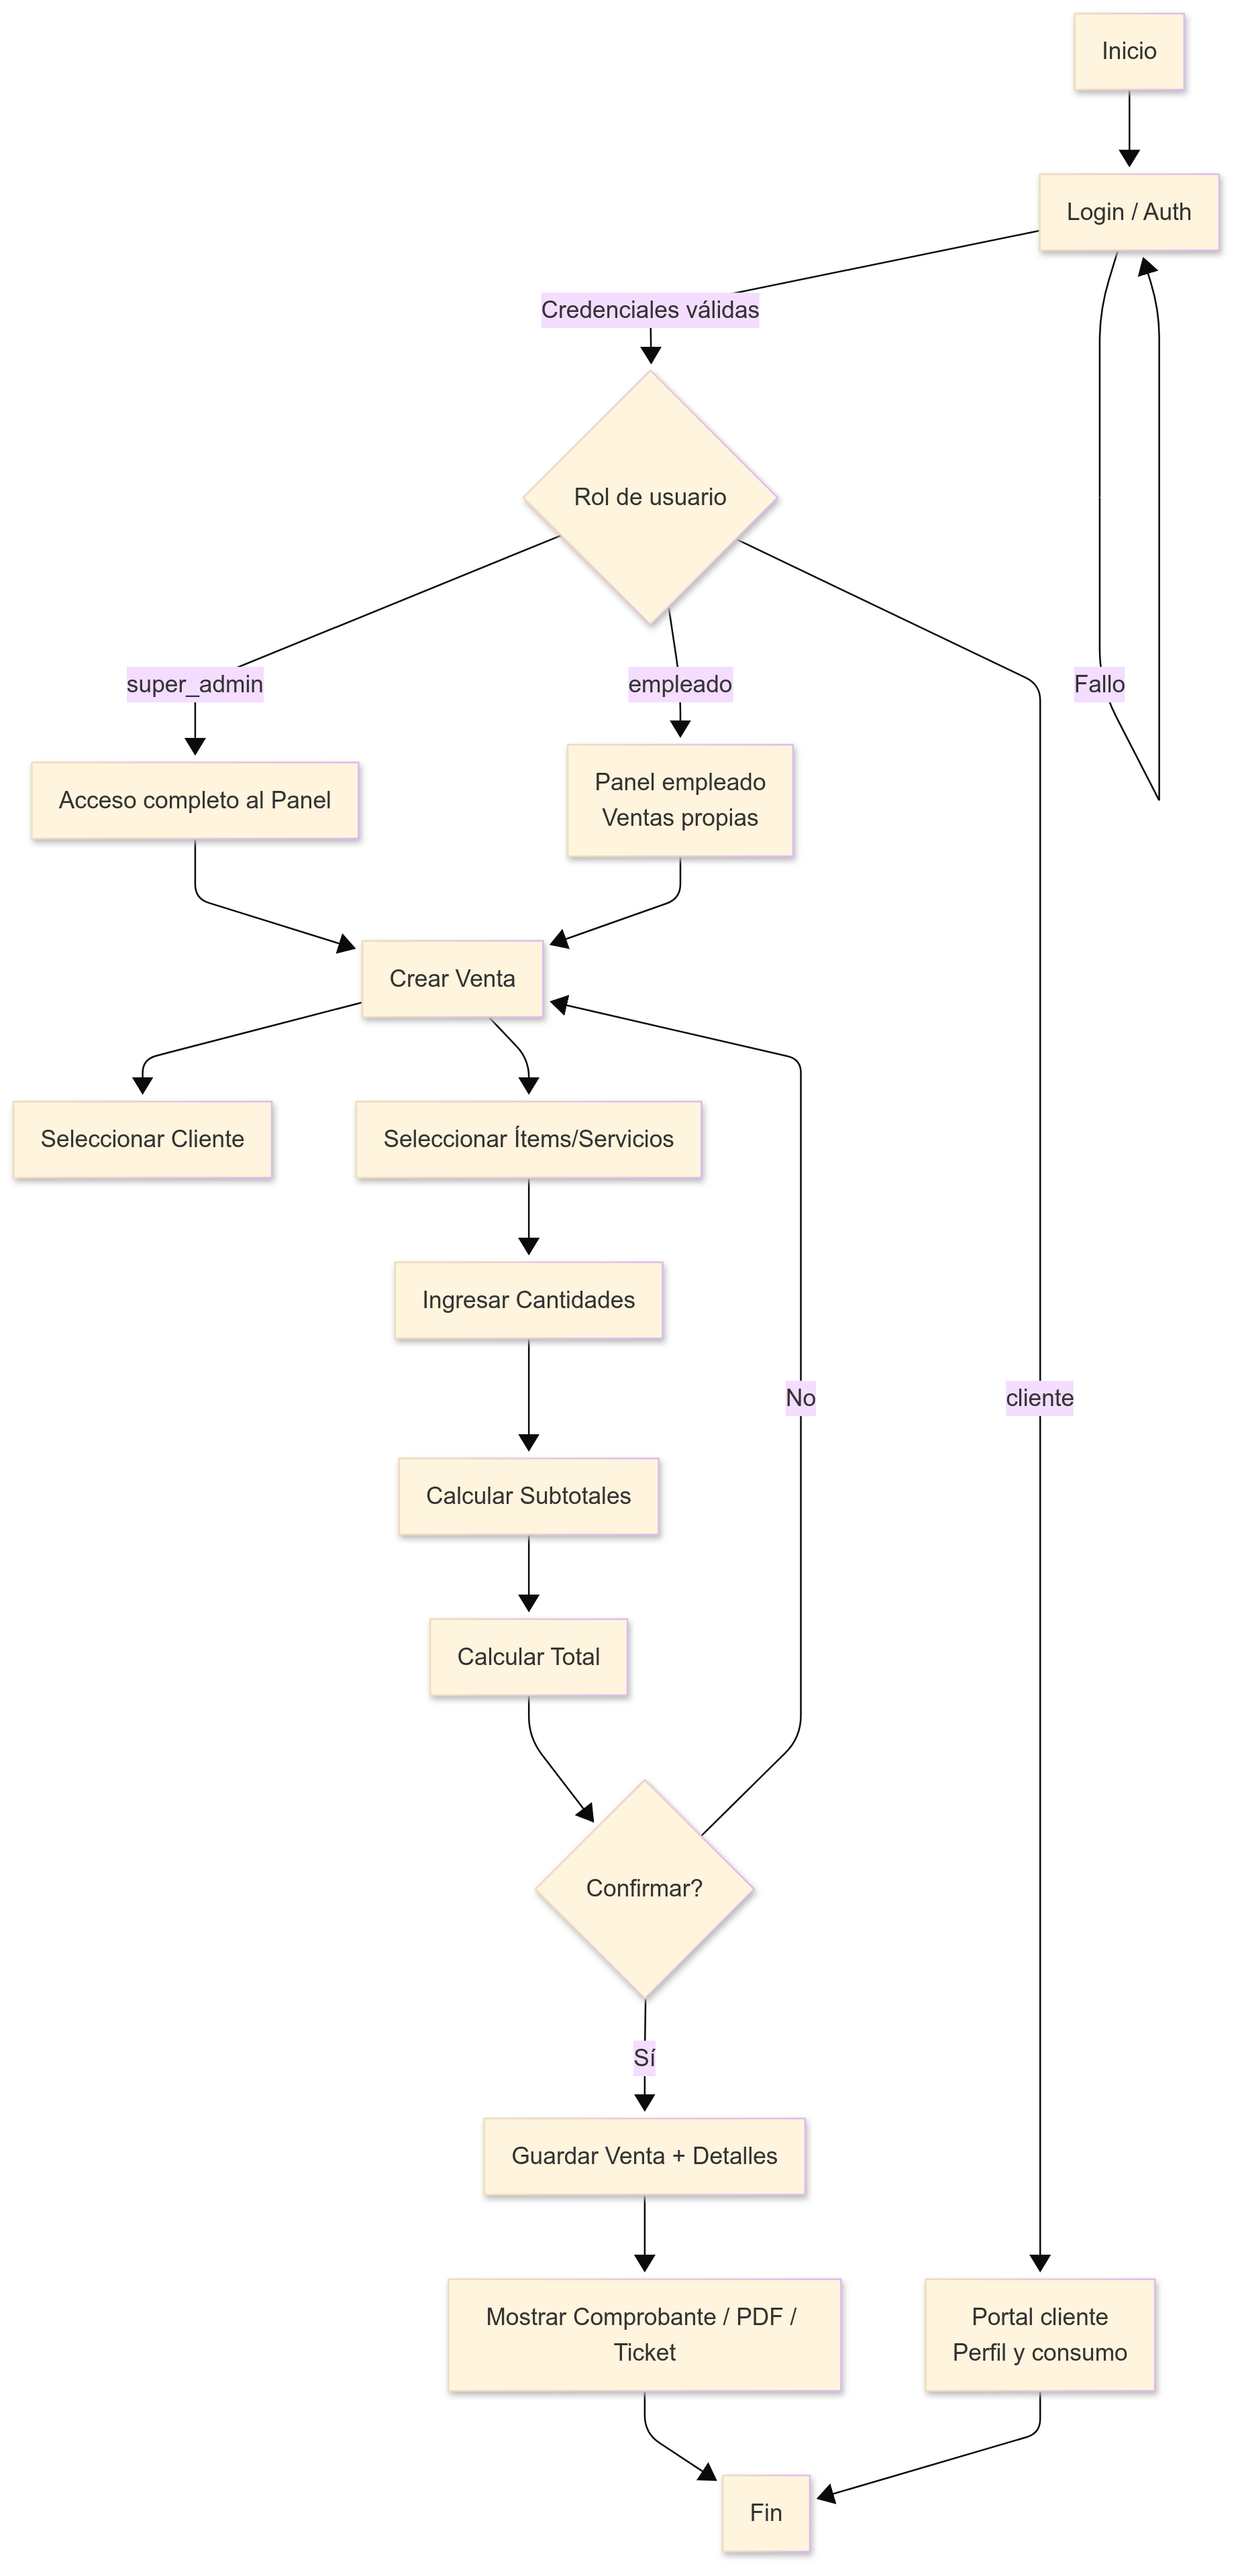 Inicio
Login / Auth
Credenciales válidas
Rol de usuario
super_admin
empleado
Fallo
Acceso completo al Panel
Panel empleado
Ventas propias
Crear Venta
Seleccionar Cliente
Seleccionar Ítems/Servicios
Ingresar Cantidades
No
cliente
Calcular Subtotales
Calcular Total
Confirmar?
Sí
Guardar Venta + Detalles
Mostrar Comprobante / PDF /
Ticket
Portal cliente
Perfil y consumo
Fin